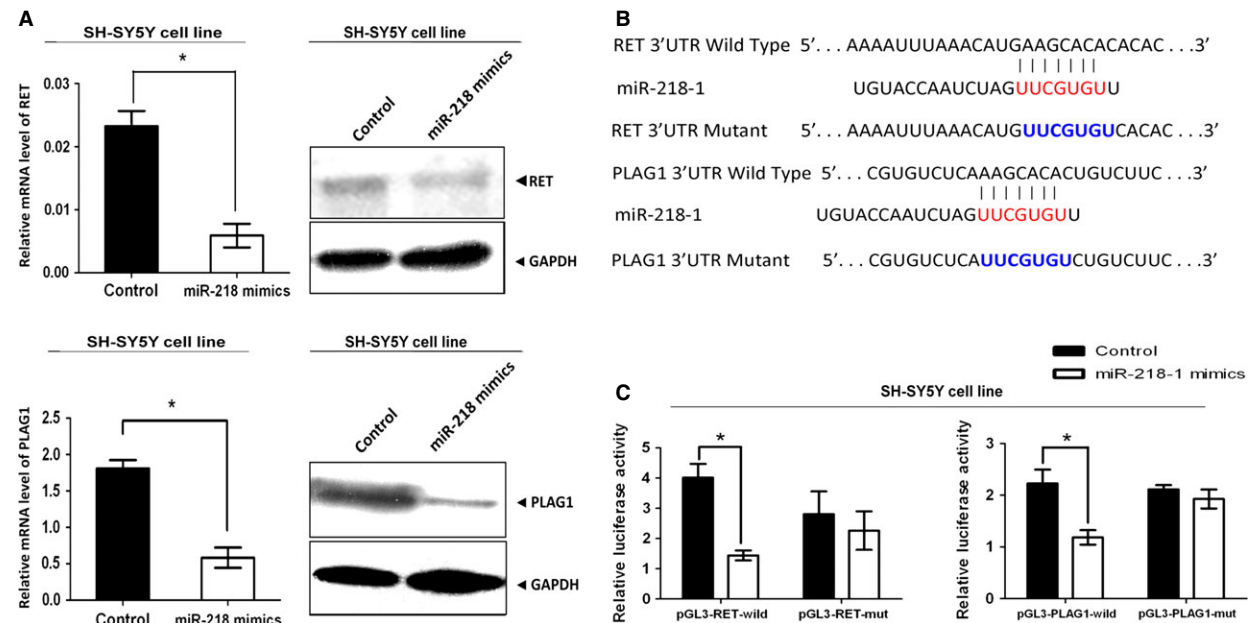 A
SH-SY5Y cell line
*
Relative mRNA level of RET
0.03
0.02
0.01
0.00
Control
miR-218 mimics
SH-SY5Y cell line
Control
miR-218 mimics
◄RET
◄GAPDH
SH-SY5Y cell line
*
Relative mRNA level of PLAG1
2.5
2.0
1.5
1.0
0.5
0.0
Control
miR-218 mimics
SH-SY5Y cell line
Control
miR-218 mimics
◄PLAG1
◄GAPDH
B
RET 3’UTR Wild Type 5’. . . AAAAUUUAAACAUGAAGCACACACAC . . .3’
miR-218-1 UGUACCAAUCUAGUUCGUGUU
RET 3’UTR Mutant 5’. . . AAAAUUUAAACAUGUUCGUGUCACAC . . .3’
PLAG1 3’UTR Wild Type 5’. . . CGUGUCUCAAAGCACACUGUCUUC . . .3’
miR-218-1 UGUACCAAUCUAGUUCGUGUU
PLAG1 3’UTR Mutant 5’. . . CGUGUCUCAUUCGUGUCUGUCUUC . . .3’
Control
miR-218-1 mimics
C
SH-SY5Y cell line
Relative luciferase activity
5
4
3
2
1
0
*
pGL3-RET-wild
pGL3-RET-mut
Relative luciferase activity
3
2
1
0
*
pGL3-PLAG1-wild
pGL3-PLAG1-mut